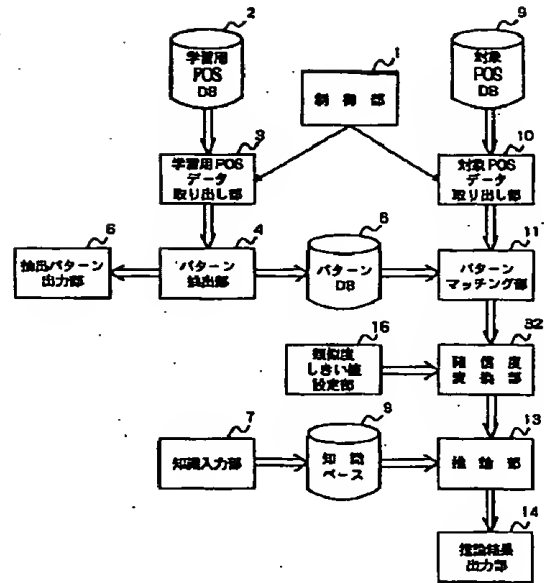 2
9
学習用
POS
DB
1
対象
POS
DB
制御部
3
10
学習用POS
データ
取り出し部
対象POS
データ
取り出し部
6
4
11
抽出パターン
出力部
パターン
抽出部
パターン
DB
パターン
マッチング部
16
32
類似度
しきい値
設定部
確信度
変換部
7
13
知識入力部
知識
ベース
推論部
14
推論結果
出力部